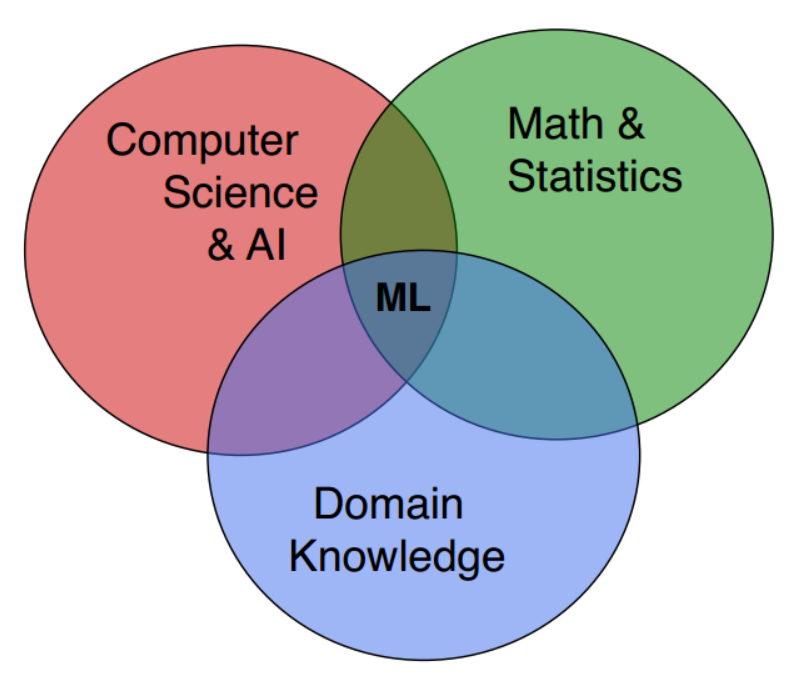 Computer
Science
& AI
Math &
Statistics
ML
Domain
Knowledge